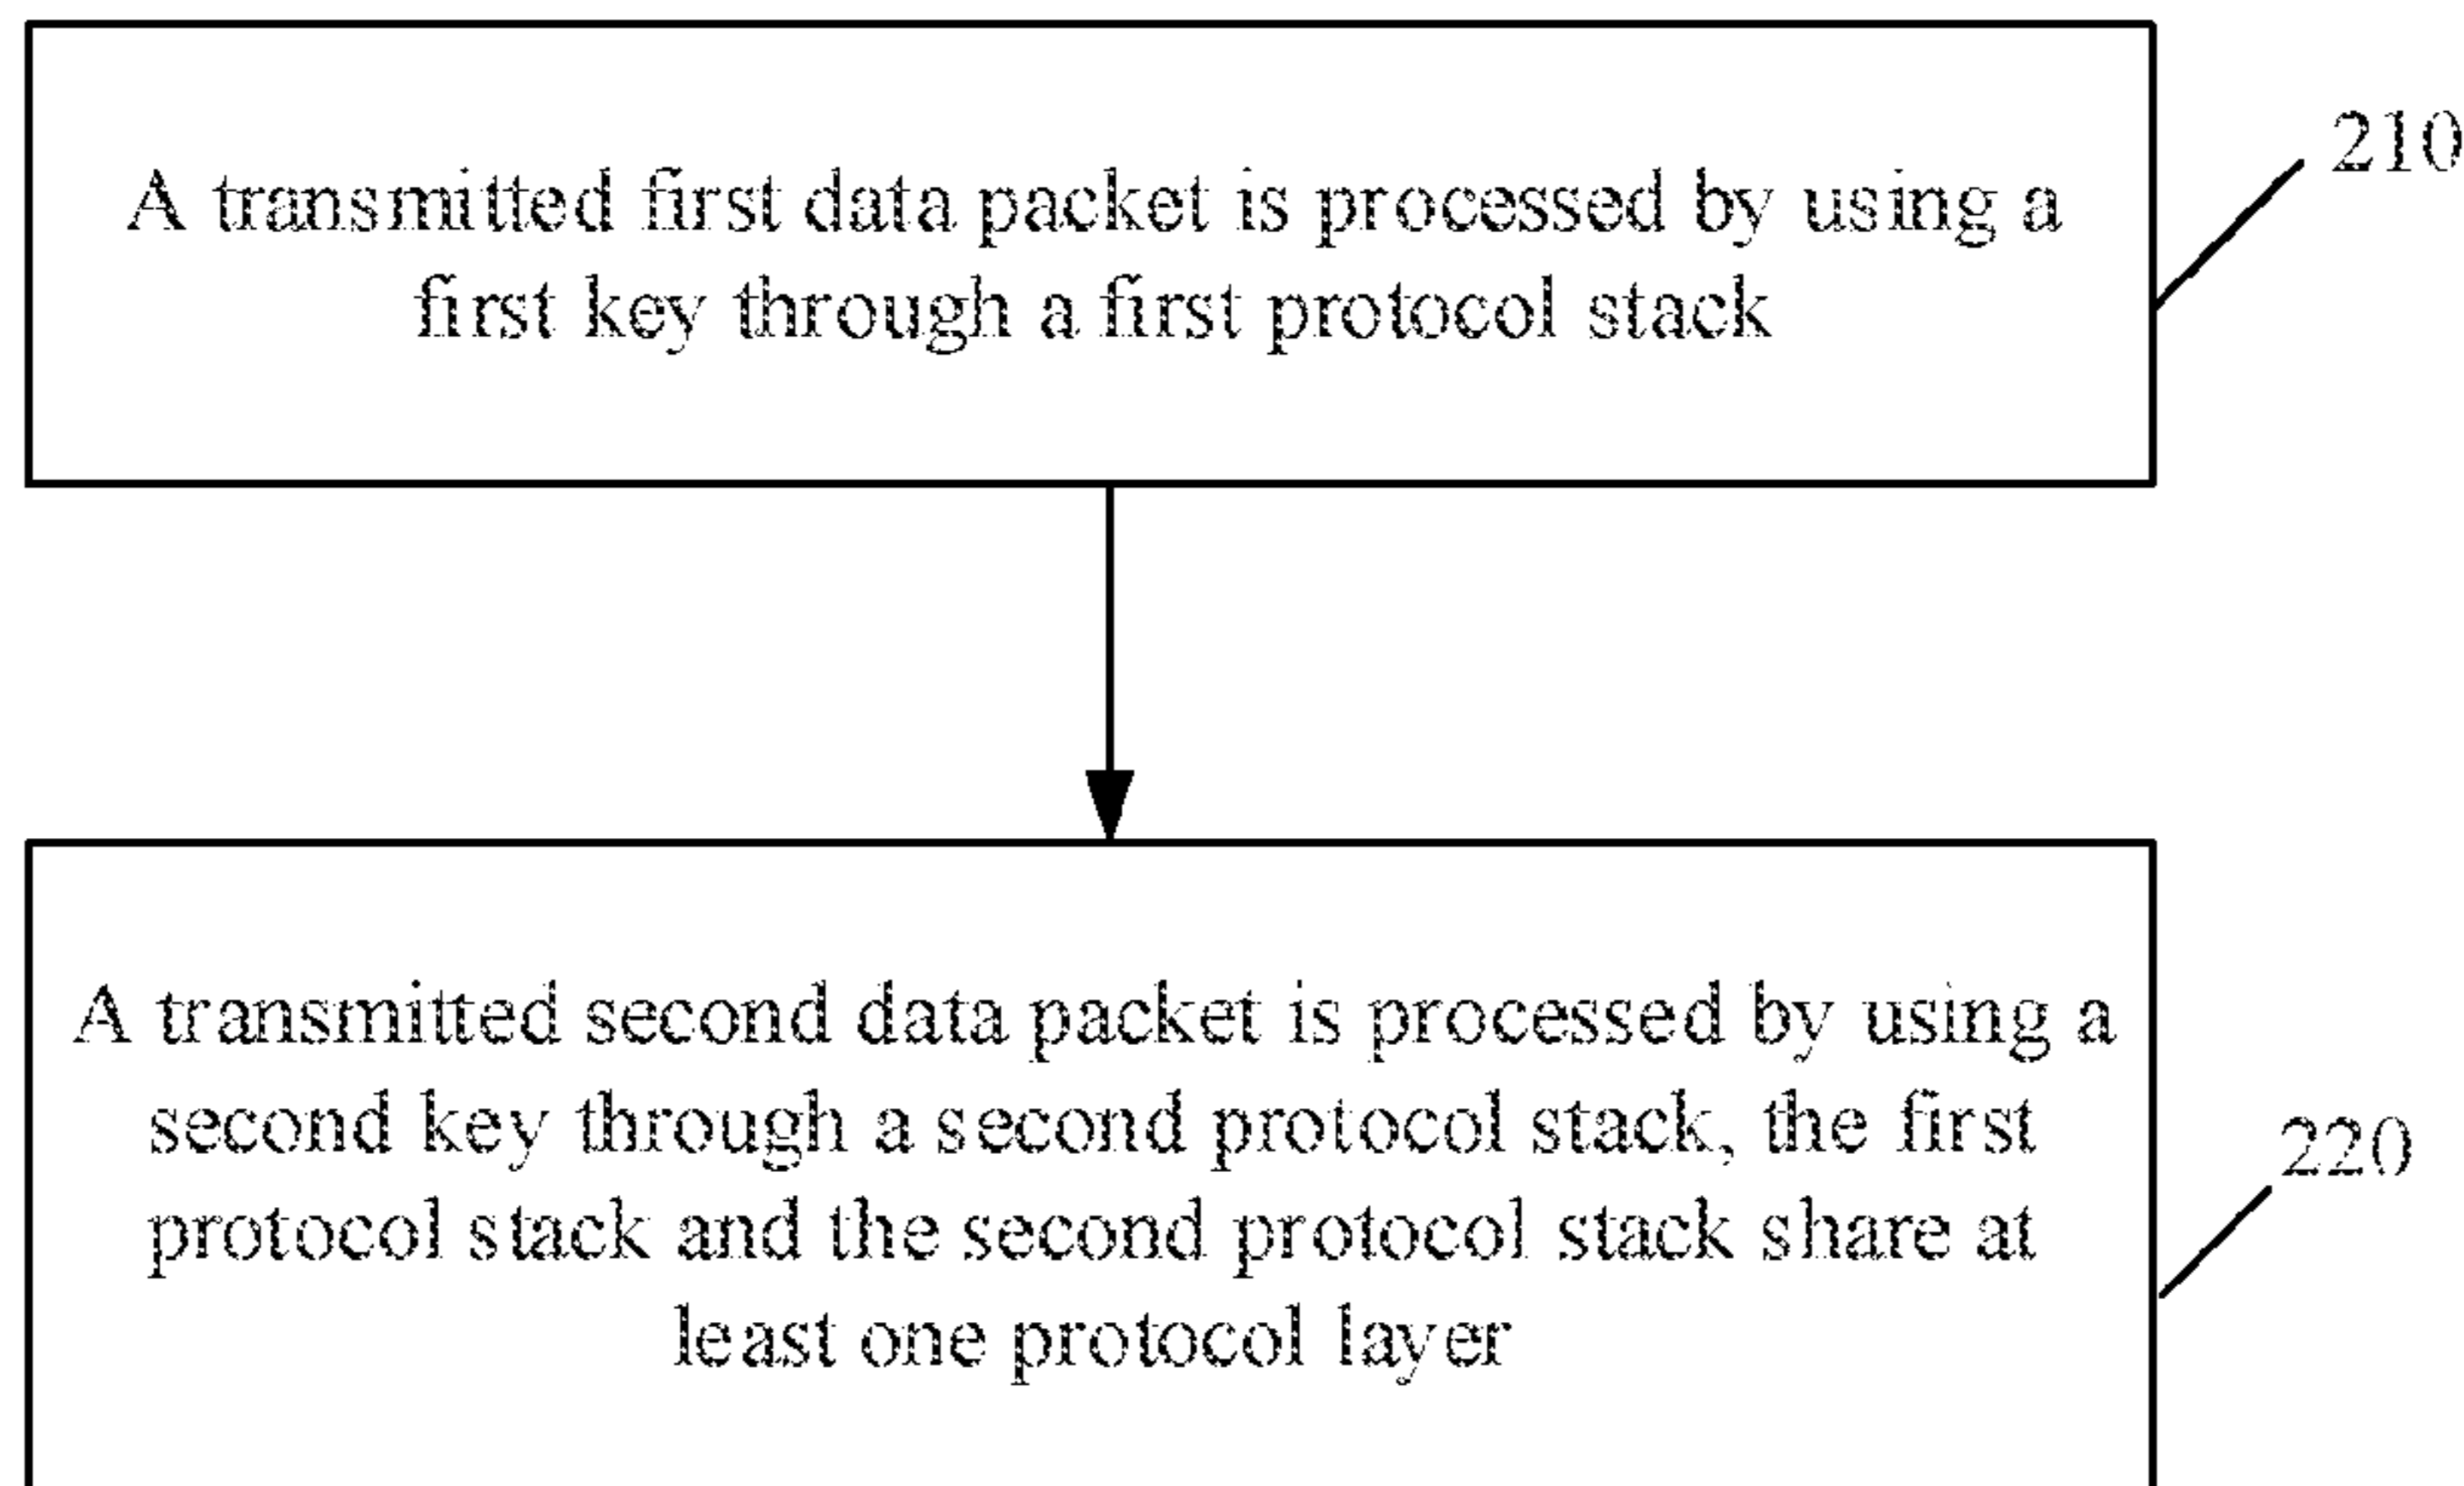 A transmitted first data packet is processed by using a
first key through a first protocol stack
210
A transmitted second data packet is processed by using a
second key through a second protocol stack, the first
protocol stack and the second protocol stack share at
least one protocol layer
220